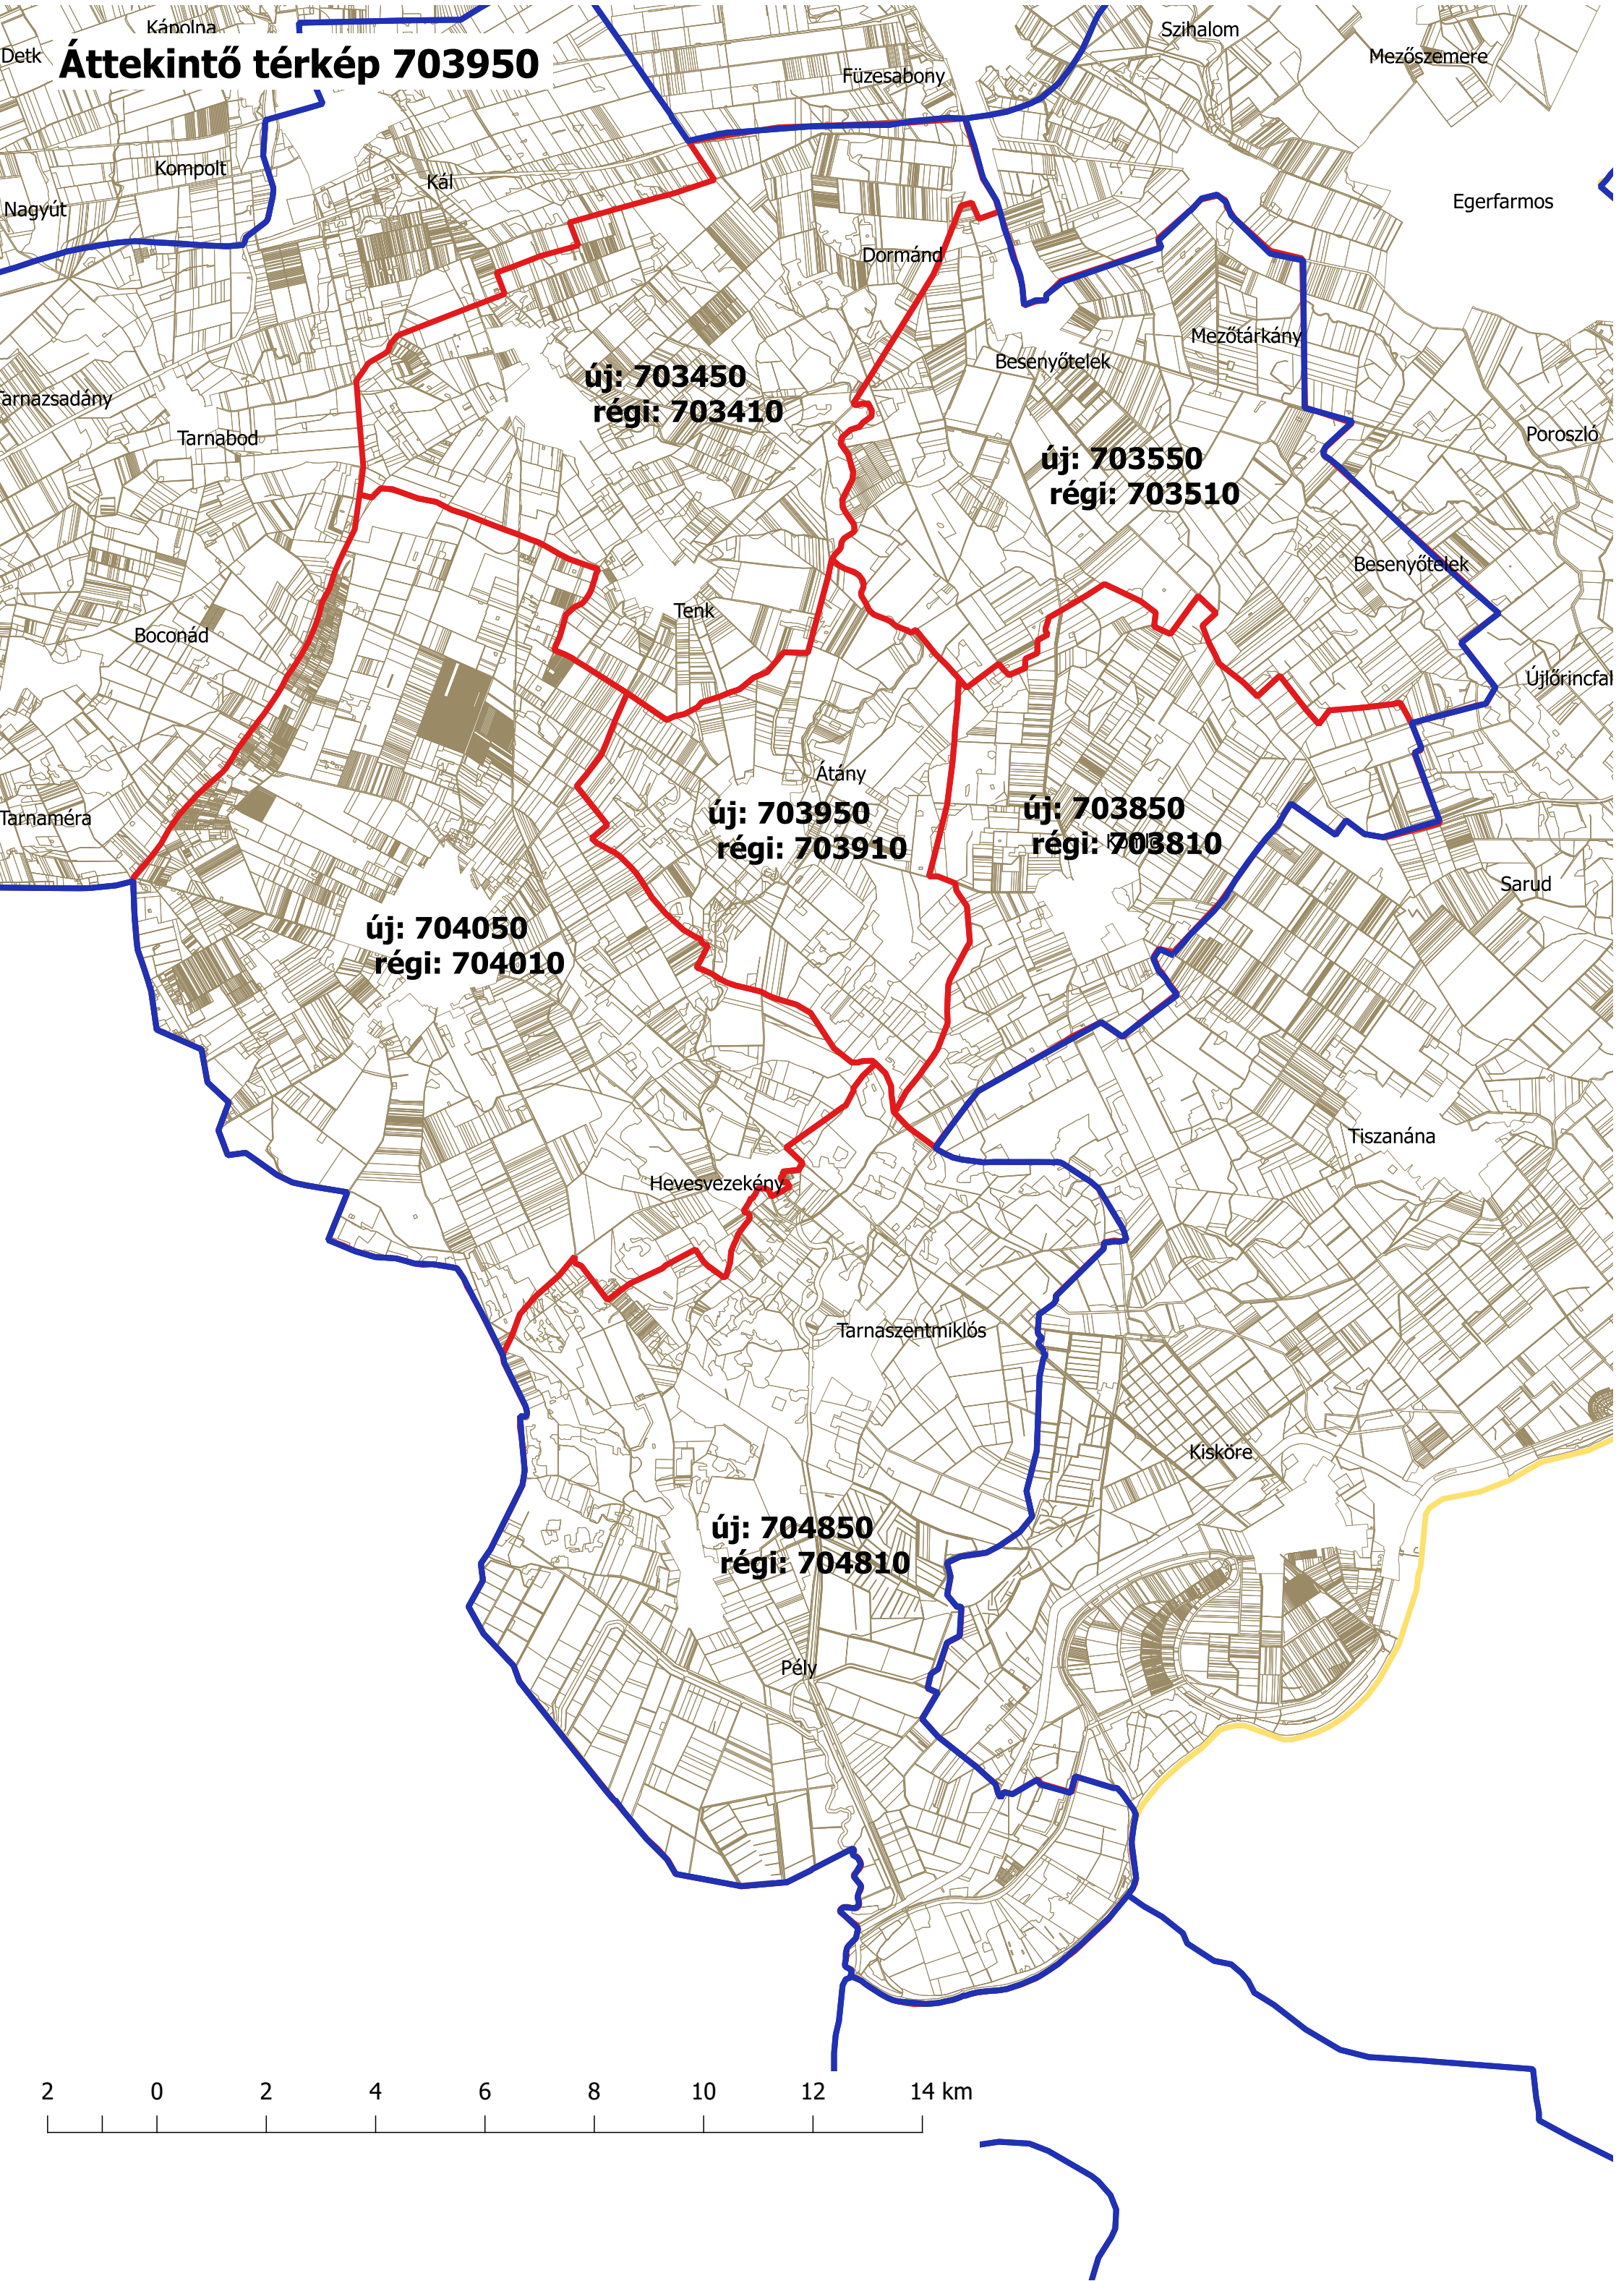 Kápolna
Szihalom
Detk
Áttekintő térkép 703950
Mezőszemere
Füzesabony
Kompolt
Kál
Nagyút
Egerfarmos
Dormánd
Mezőtárkány
Besenyőtelek
új: 703450
régi: 703410
Tarnabod
Poroszló
új: 703550
régi: 703510
Besenyőtelek
Tenk
Boconád
Átány
új: 703950
régi: 703910
új: 703850
régi: 703810
Tarnaméra
Sarud
új: 704050
régi: 704010
Tiszanána
Hevesvezekény
Tarnaszentmiklós
Kisköre
új: 704850
régi: 704810
Pély
2 0 2 4 6 8 10 12 14 km